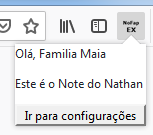 NoFap
EX
Olá, Familia Maia
Este é o Note do Nathan
Ir para configurações